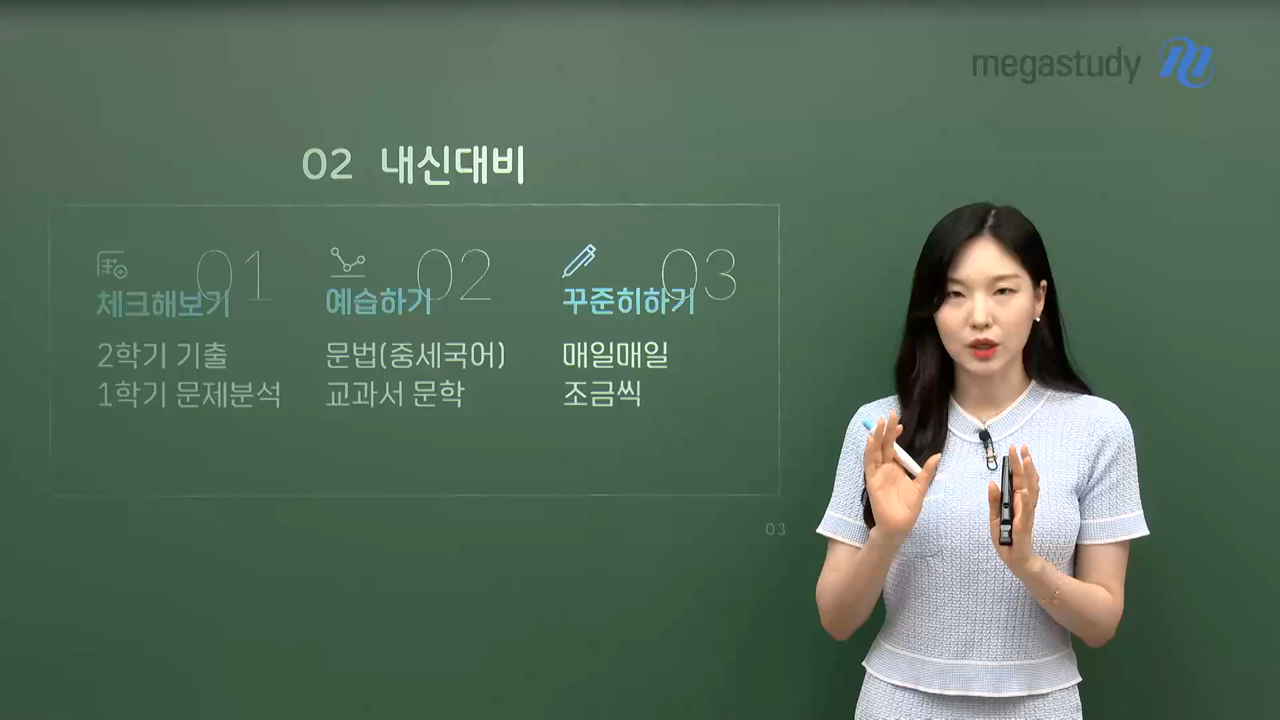 megastudy
02 내신대비
01
체크해보기
2학기 기출
1학기 문제분석
02
예습하기
문법(중세국어)
교과서 문학
03
꾸준히하기
매일매일
조금씩
03